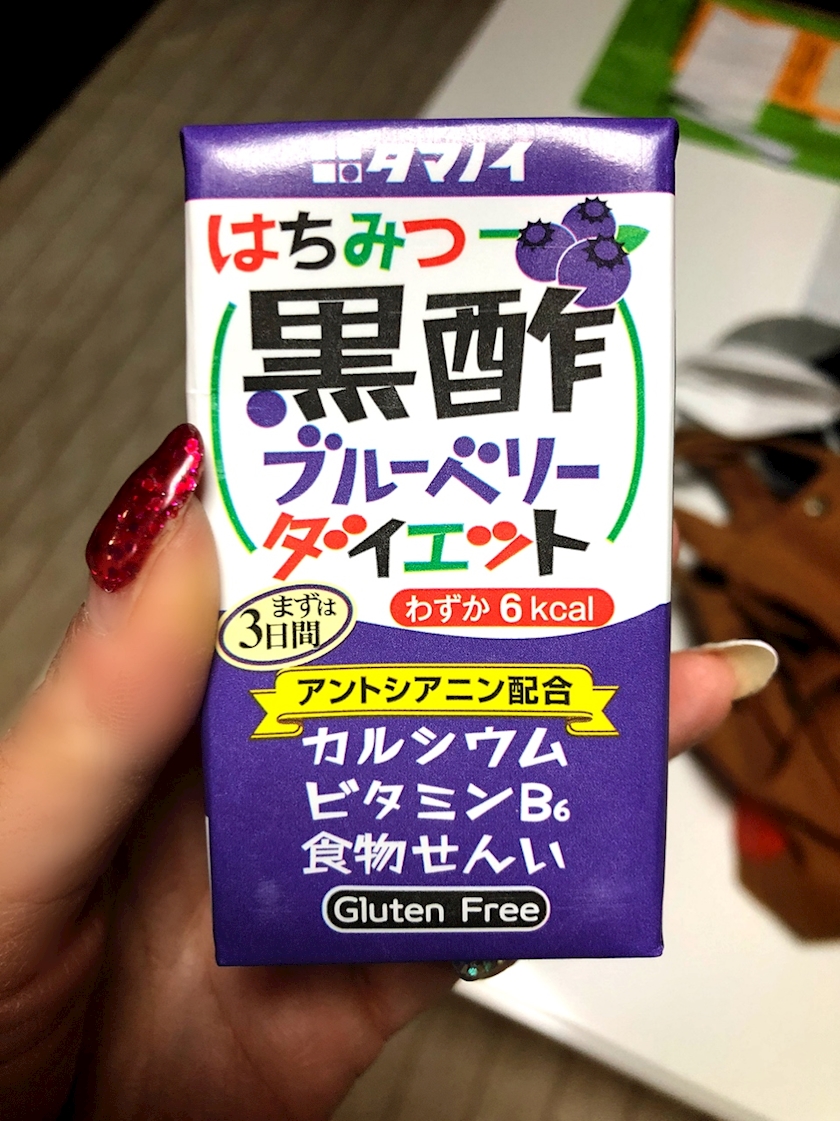 タマノイ
はちみつ
黒酢
ブルーベリー
ダイエット
わずか 6 kcal
まずは
3日間
アントシアニン配合
カルシウム
ビタミンB₆
食物せんい
Gluten Free